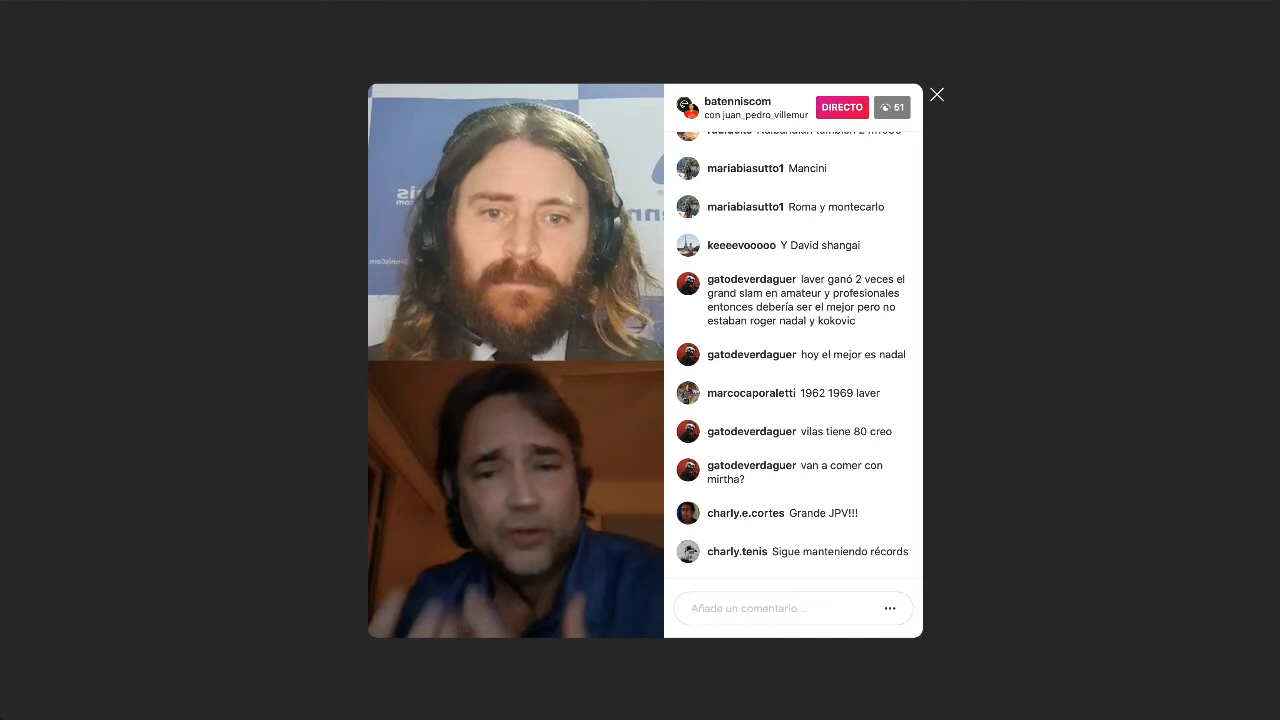 batenniscom
con juan_pedro_villemur
DIRECTO
51
mariabiasutto1 Mancini
mariabiasutto1 Roma y montecarlo
keeeevooooo Y David shangai
gatodeverdaguer laver ganó 2 veces el
grand slam en amateur y profesionales
entonces debería ser el mejor pero no
estaban roger nadal y kokovic
gatodeverdaguer hoy el mejor es nadal
marcocaporaletti 1962 1969 laver
gatodeverdaguer vilas tiene 80 creo
gatodeverdaguer van a comer con
mirtha?
charly.e.cortes Grande JPV!!!
charly.tenis Sigue manteniendo récords
Añade un comentario...